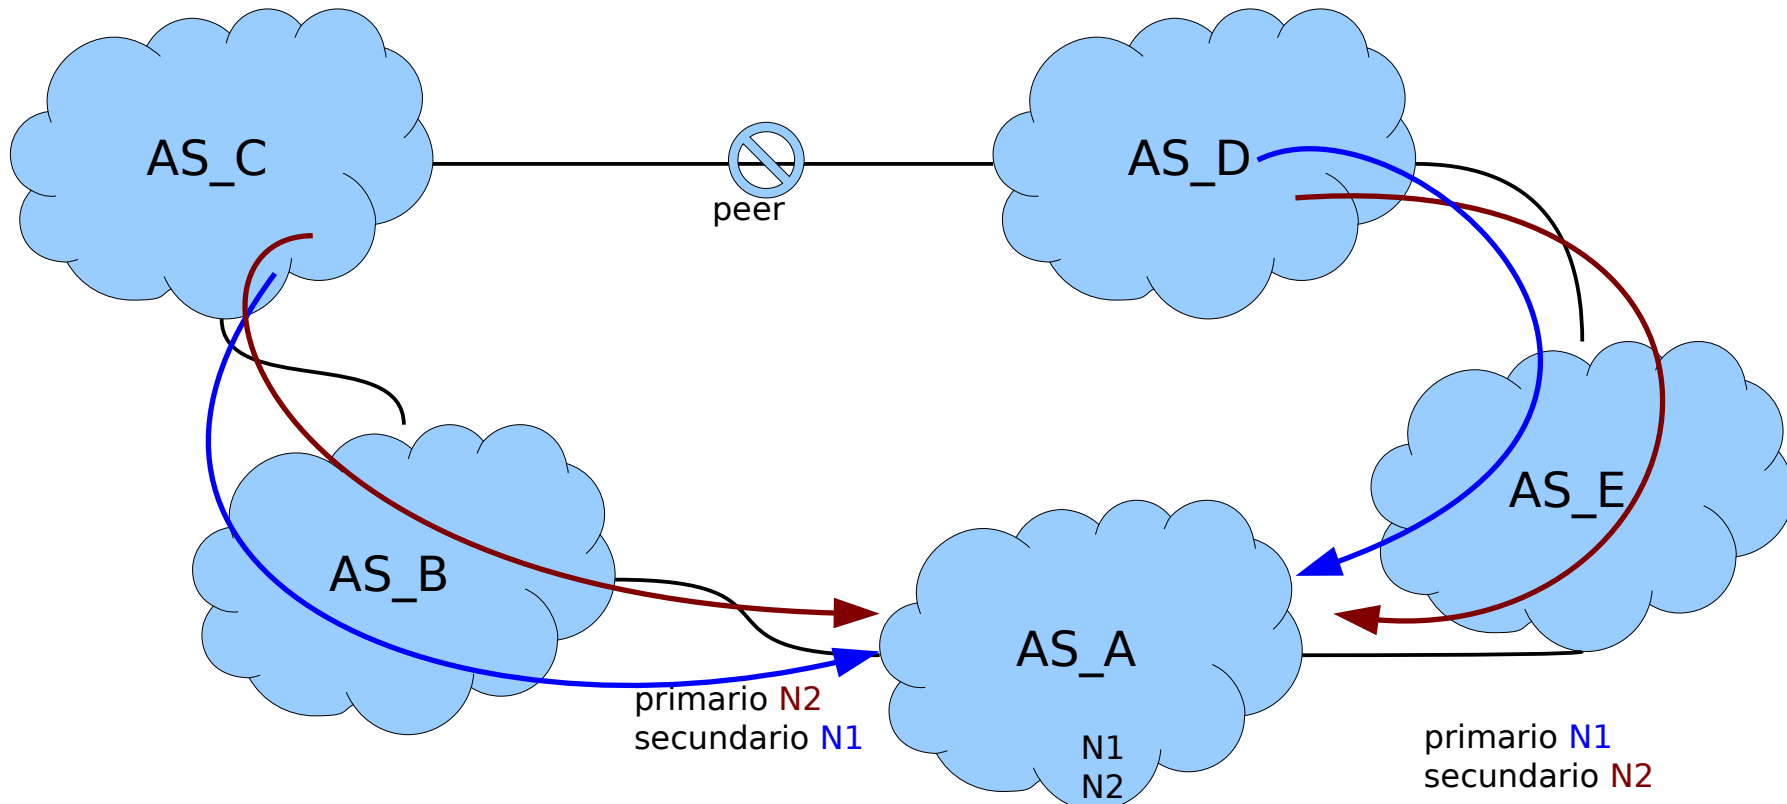 AS_C
AS_D
peer
AS_E
AS_B
AS_A
primario N2
secundario N1
N1
N2
primario N1
secundario N2